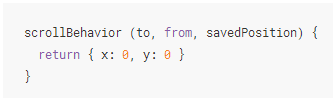 scrollBehavior (to, from, savedPosition) {
  return { x: 0, y: 0 }
}